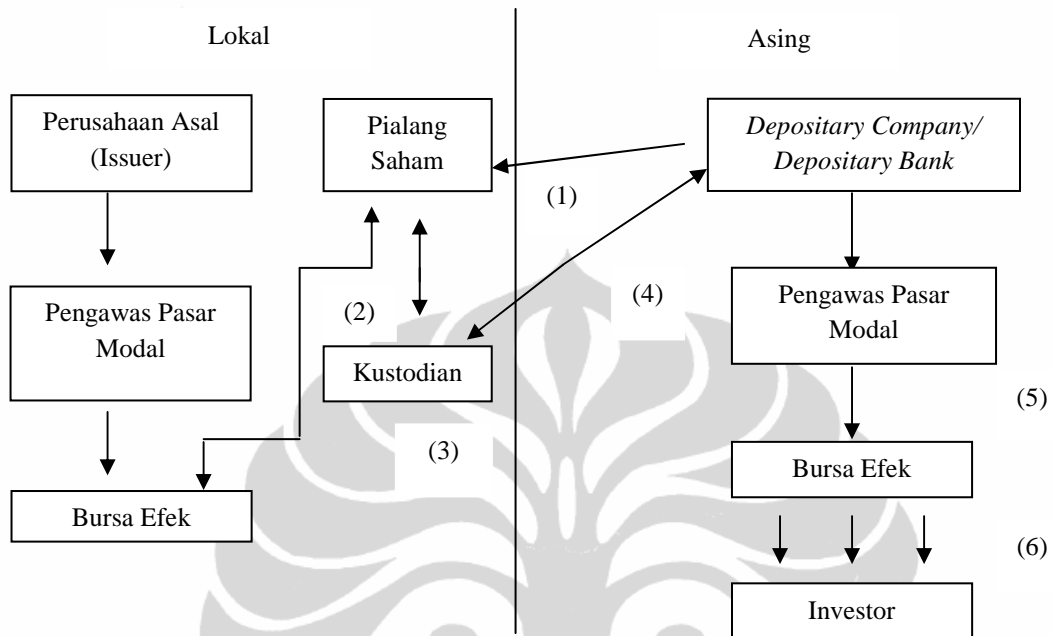 Lokal
Asing
Perusahaan Asal
(Issuer)
Pialang
Saham
Depositary Company/
Depositary Bank
(1)
Pengawas Pasar
Modal
(2)
(4)
Pengawas Pasar
Modal
Kustodian
(5)
(3)
Bursa Efek
Bursa Efek
(6)
Investor